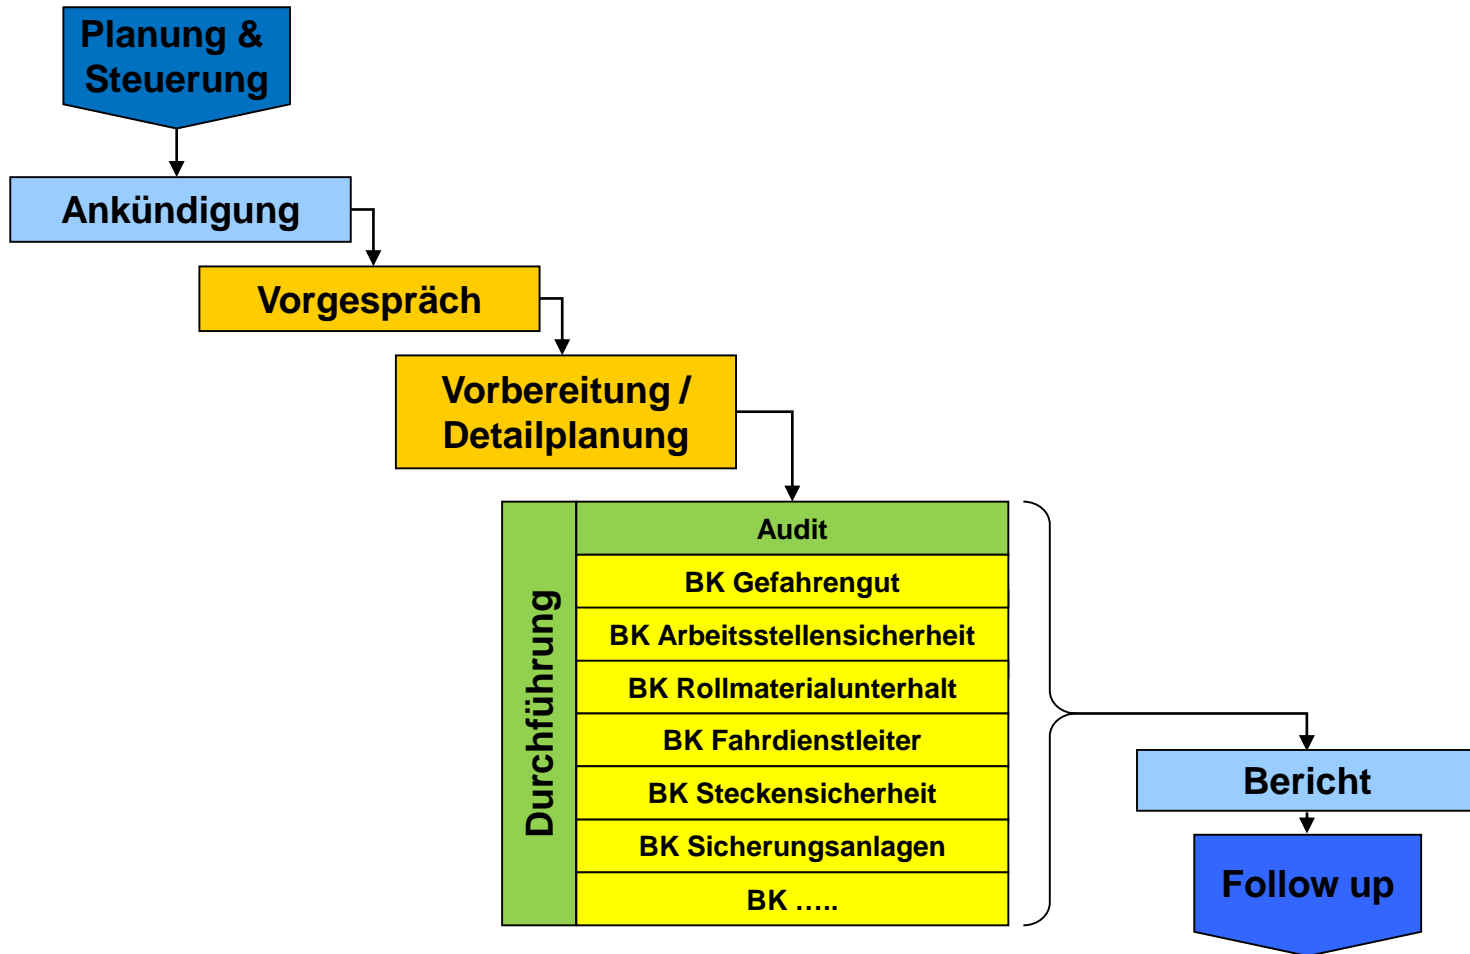 Planung &
Steuerung
Ankündigung
Vorgespräch
Vorbereitung /
Detailplanung
Durchführung
Audit
BK Gefahrengut
BK Arbeitsstellensicherheit
BK Rollmaterialunterhalt
BK Fahrdienstleiter
BK Steckensicherheit
BK Sicherungsanlagen
BK …..
Bericht
Follow up